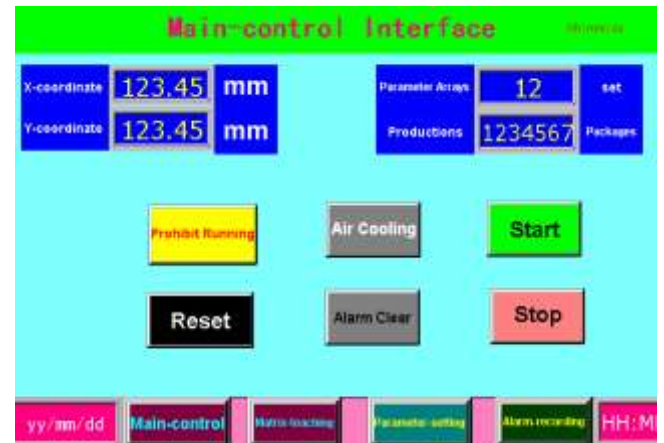 Main-control Interface
X-coordinate 123.45 mm
Parameter Arrays 12 set
Y-coordinate 123.45 mm
Productions 1234567 Packages
Prohibit Running
Air Cooling
Start
Reset
Alarm Clear
Stop
yy/mm/dd
Main-control
Matrix-teaching
Parameter-setting
Alarm-recording
HH:M